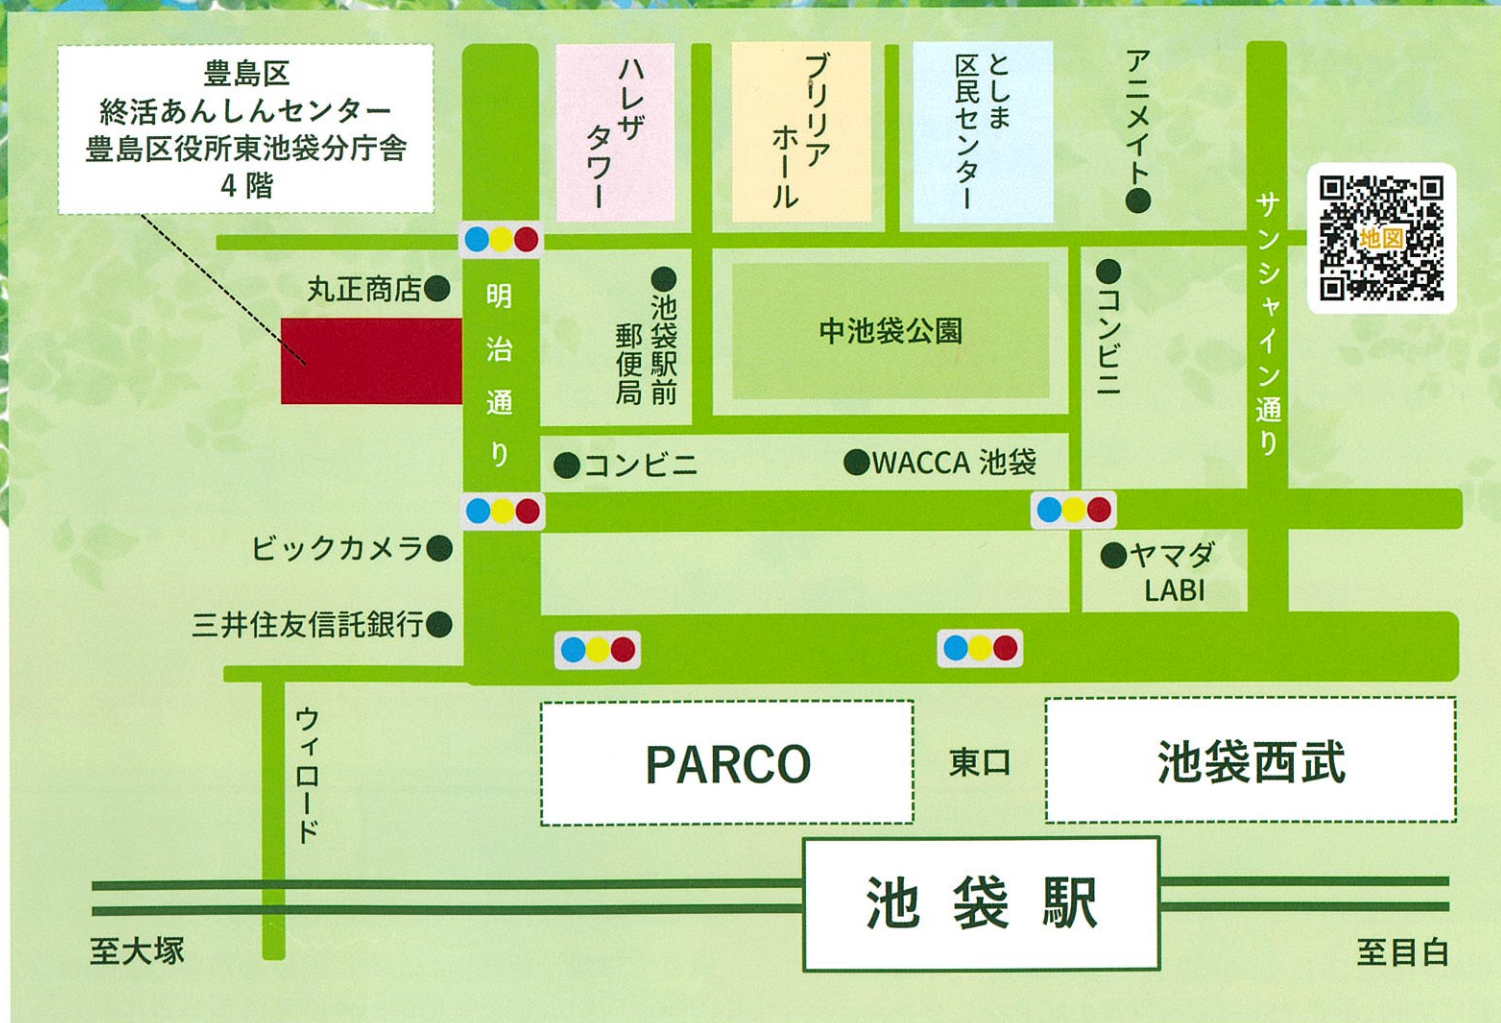 豊島区
終活あんしんセンター
豊島区役所東池袋分庁舎
4階
ハレザ
タワー
ブリリア
ホール
としま
区民センター
アニメイト●
サンシャイン通り
地図
丸正商店●
明治通り
●池袋駅前
郵便局
中池袋公園
●コンビニ
●コンビニ
●WACCA 池袋
ビックカメラ●
●ヤマダ
LABI
三井住友信託銀行●
ウィロード
PARCO
東口
池袋西武
池袋駅
至大塚
至目白